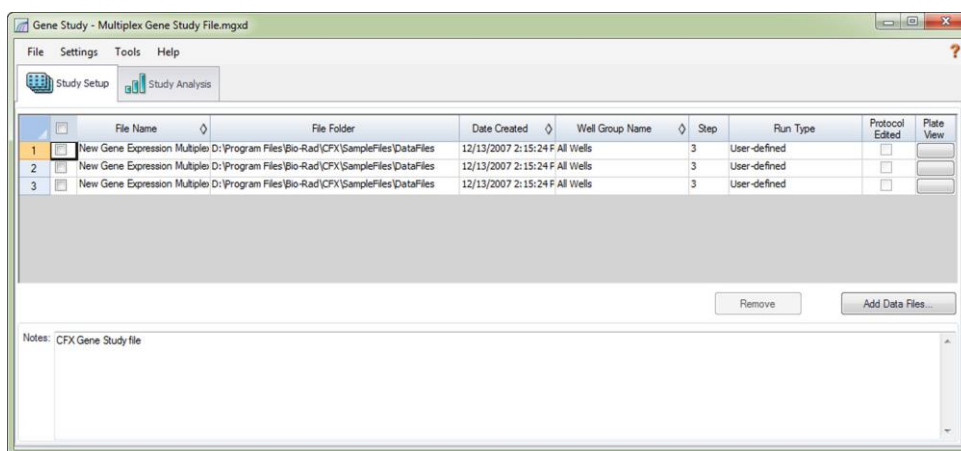 Gene Study - Multiplex Gene Study File.mgxd
File Settings Tools Help ?
Study Setup Study Analysis
File Name File Folder Date Created Well Group Name Step Run Type Protocol Edited Plate View
1 New Gene Expression Multiplex D:\Program Files\Bio-Rad\CFX\SampleFiles\DataFiles 12/13/2007 2:15:24 P All Wells 3 User-defined
2 New Gene Expression Multiplex D:\Program Files\Bio-Rad\CFX\SampleFiles\DataFiles 12/13/2007 2:15:24 P All Wells 3 User-defined
3 New Gene Expression Multiplex D:\Program Files\Bio-Rad\CFX\SampleFiles\DataFiles 12/13/2007 2:15:24 P All Wells 3 User-defined
Remove Add Data Files...
Notes: CFX Gene Study file